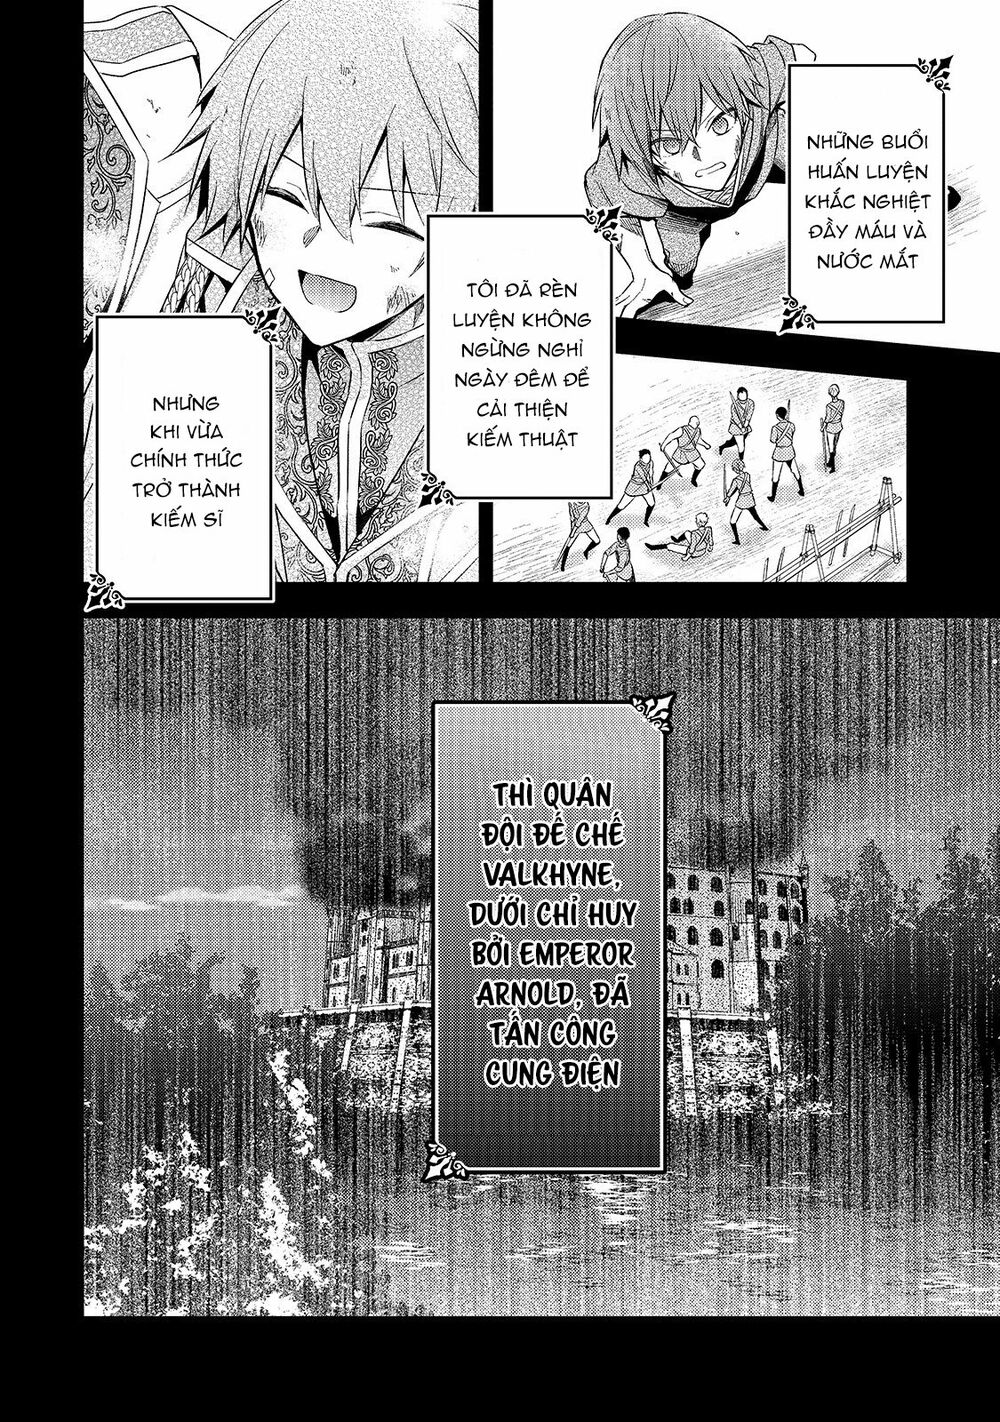 NHỮNG BUỔI
HUẤN LUYỆN
KHẮC NGHIỆT
ĐẦY MÁU VÀ
NƯỚC MẮT
TÔI ĐÃ RÈN
LUYỆN KHÔNG
NGỪNG NGHỈ
NGÀY ĐÊM ĐỂ
CẢI THIỆN
KIẾM THUẬT
NHƯNG
KHI VỪA
CHÍNH THỨC
TRỞ THÀNH
KIẾM SĨ
THÌ QUÂN
ĐỘI ĐẾ CHẾ
VALKHYNE,
DƯỚI CHỈ HUY
BỞI EMPEROR
ARNOLD, ĐÃ
TẤN CÔNG
CUNG ĐIỆN